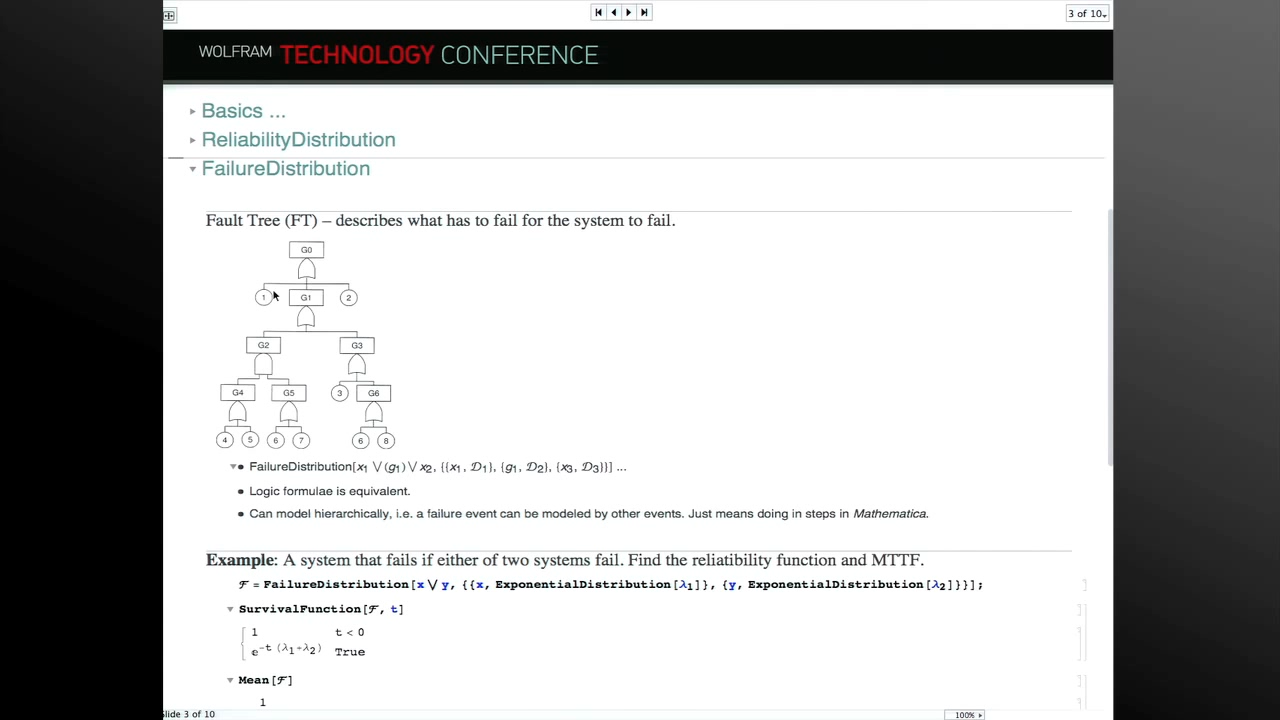 3 of 10
WOLFRAM TECHNOLOGY CONFERENCE
Basics ...
ReliabilityDistribution
FailureDistribution
Fault Tree (FT) – describes what has to fail for the system to fail.
G0
1 G1 2
G2 G3
G4 G5 3 G6
4 5 6 7 6 8
FailureDistribution[x₁ ⋁(g₁)⋁x₂, {{x₁, 𝒟₁}, {g₁, 𝒟₂}, {x₃, 𝒟₃}}] ...
Logic formulae is equivalent.
Can model hierarchically, i.e. a failure event can be modeled by other events. Just means doing in steps in Mathematica.
Example: A system that fails if either of two systems fail. Find the reliatibility function and MTTF.
ℱ = FailureDistribution[x⋁y, {{x, ExponentialDistribution[λ₁]}, {y, ExponentialDistribution[λ₂]}}];
SurvivalFunction[ℱ, t]
1 t < 0
e^-t (λ₁+λ₂) True
Mean[ℱ]
1
Slide 3 of 10 100%